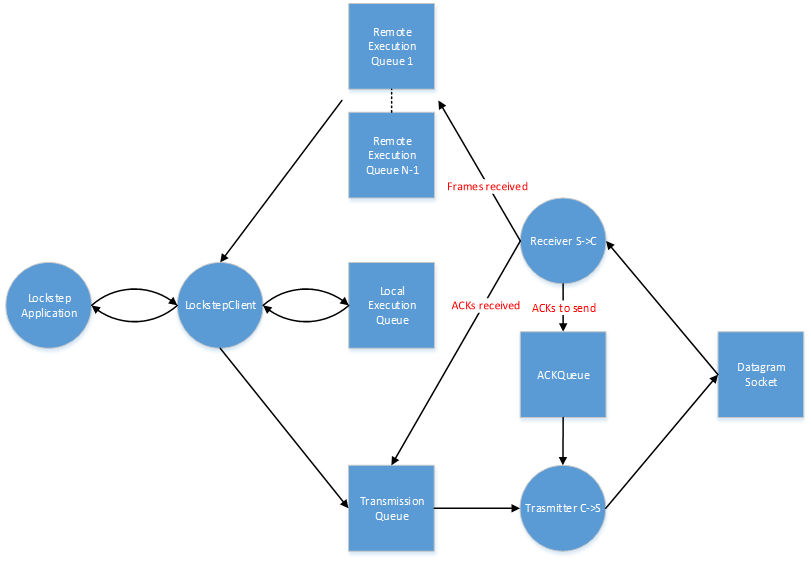 Remote
Execution
Queue 1
Remote
Execution
Queue N-1
Frames received
Receiver S->C
Lockstep
Application
LockstepClient
Local
Execution
Queue
ACKs received
ACKs to send
ACKQueue
Datagram
Socket
Transmission
Queue
Trasmitter C->S